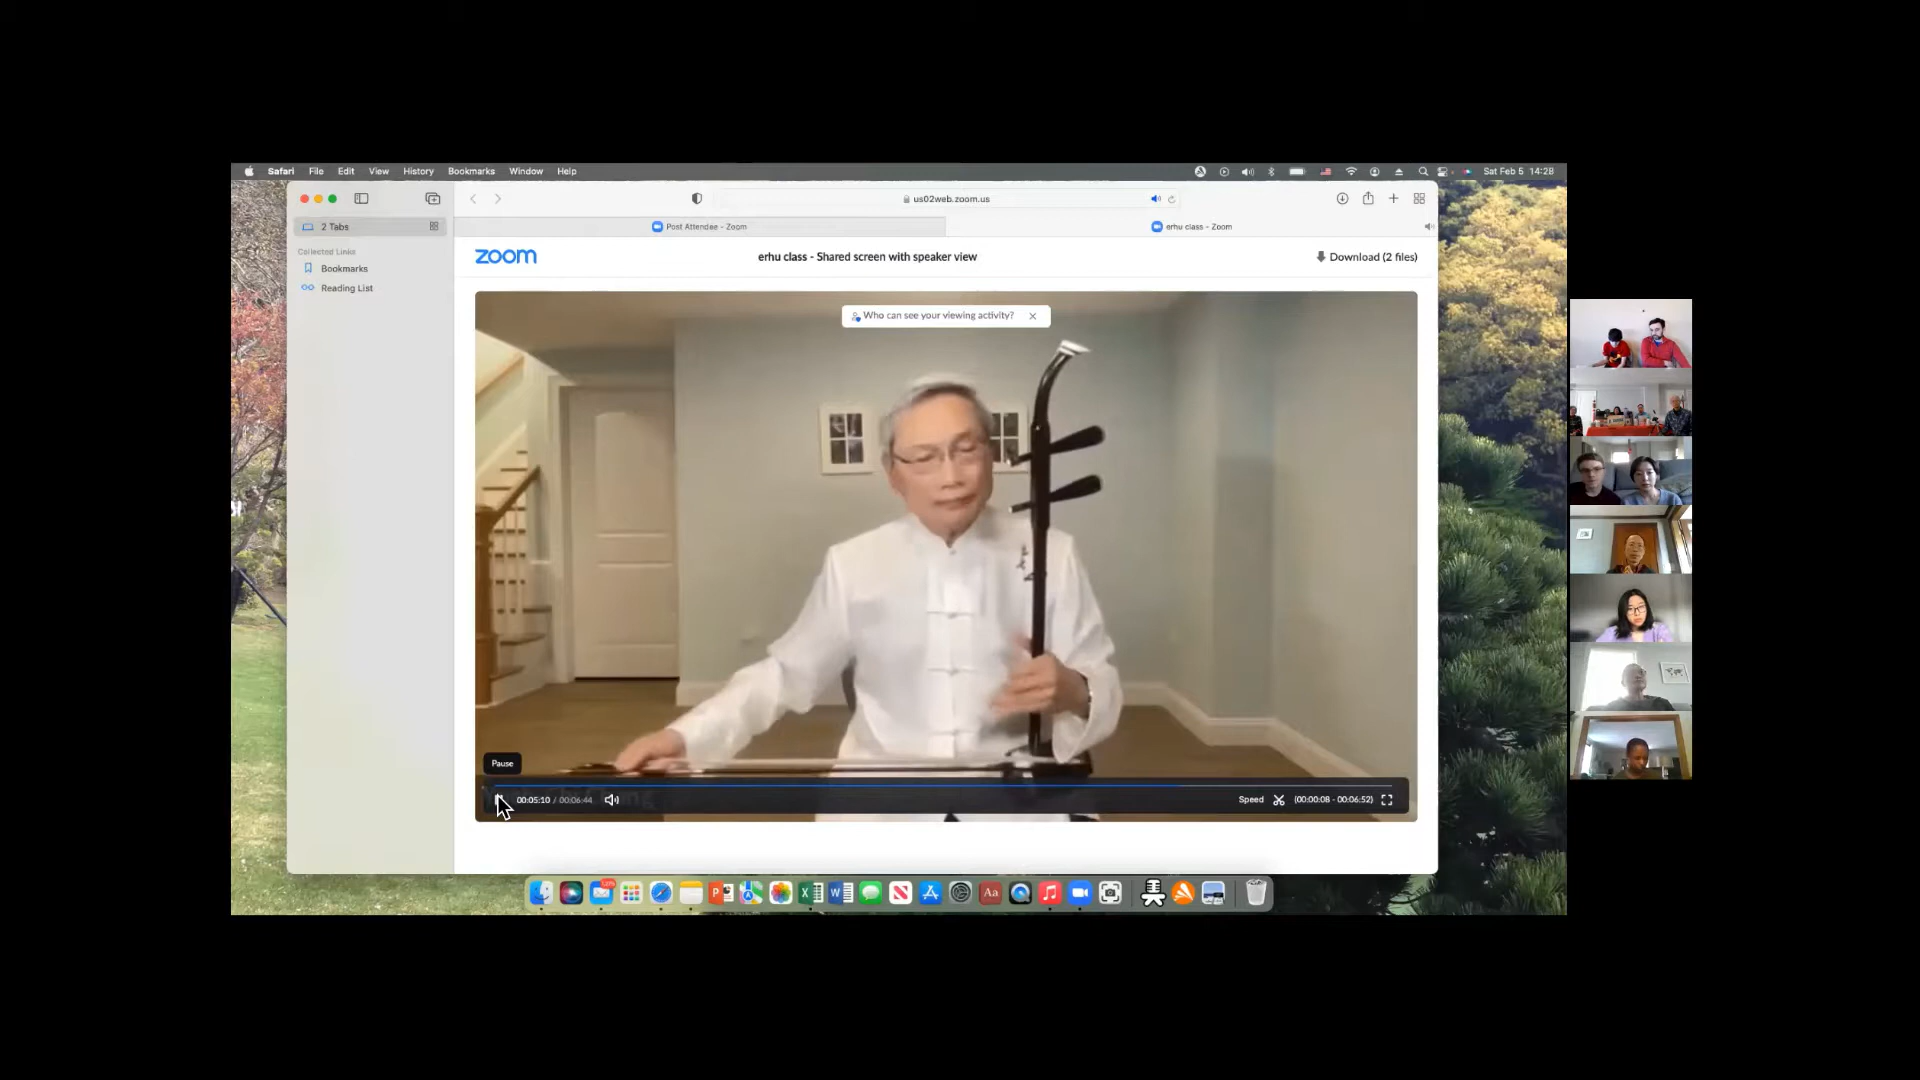 Safari File Edit View History Bookmarks Window Help
Sat Feb 5 14:28
us02web.zoom.us
2 Tabs
Post Attendee - Zoom
erhu class - Zoom
Collected Links
Bookmarks
Reading List
zoom
erhu class - Shared screen with speaker view
Download (2 files)
Who can see your viewing activity?
Pause
00:05:10 / 00:06:44
Speed
(00:00:08 - 00:06:52)
P
X
W
Aa